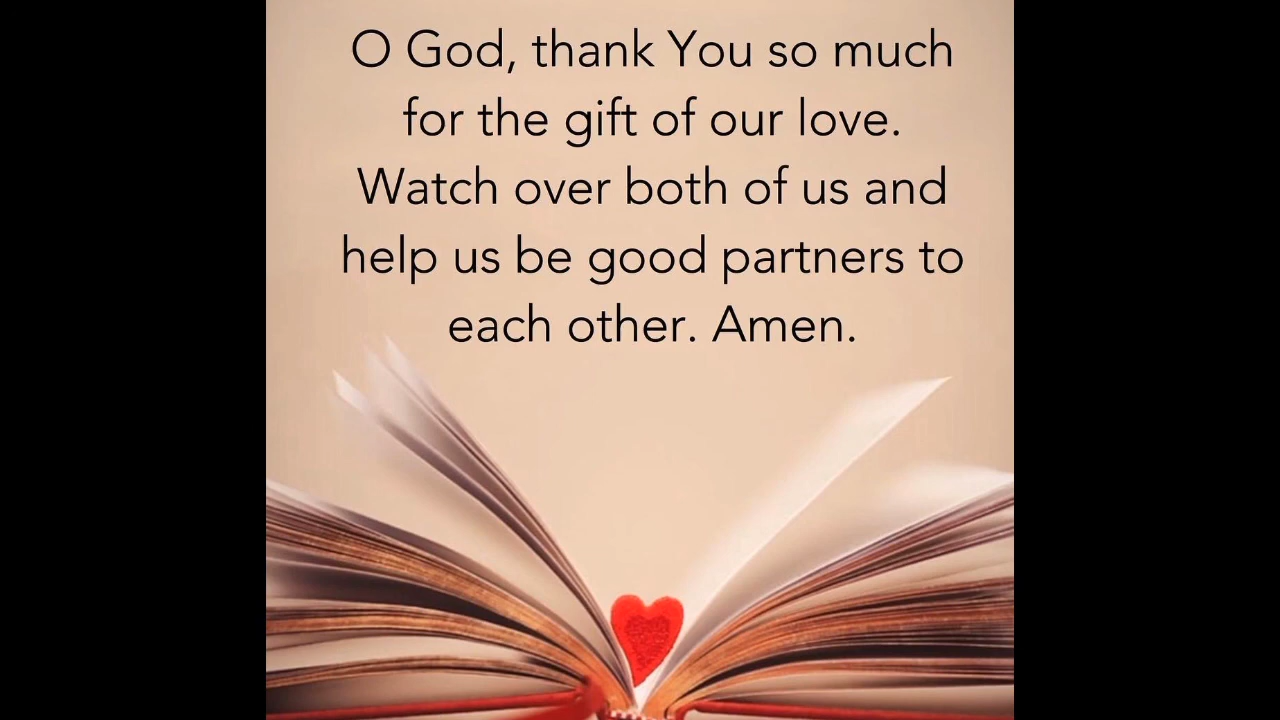 O God, thank You so much
for the gift of our love.
Watch over both of us and
help us be good partners to
each other. Amen.